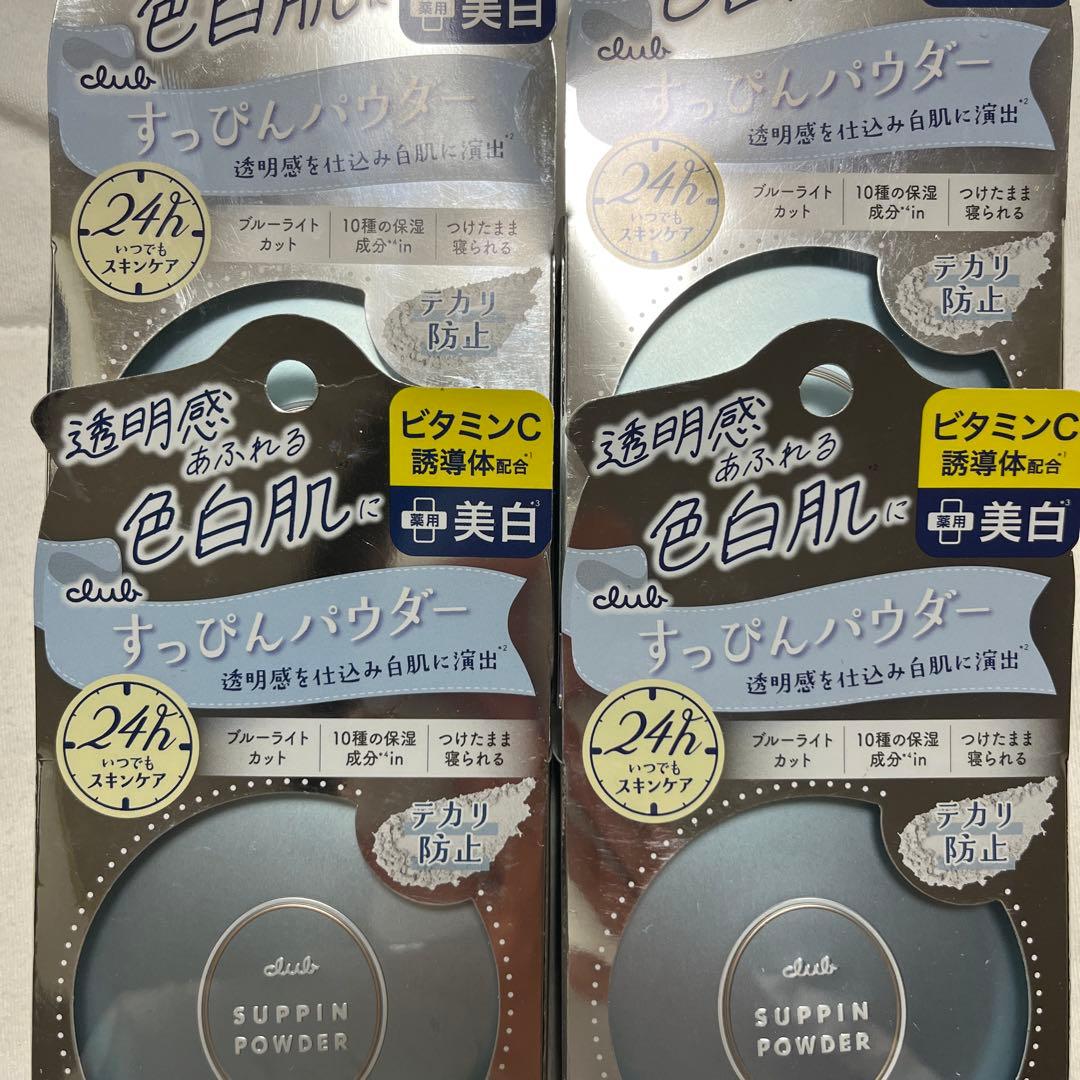 色白肌に
薬用 美白
club
すっぴんパウダー
透明感を仕込み白肌に演出*2
24h
いつでも
スキンケア
ブルーライト
カット
10種の保湿
成分*4in
つけたまま
寝られる
テカリ
防止
美白
club
すっぴんパウダー
透明感を仕込み白肌に演出*2
24h
いつでも
スキンケア
ブルーライト
カット
10種の保湿
成分*4in
つけたまま
寝られる
テカリ
防止
透明感
あふれる
色白肌に
ビタミンC
誘導体配合*1
薬用 美白*3
club
すっぴんパウダー
透明感を仕込み白肌に演出*2
24h
いつでも
スキンケア
ブルーライト
カット
10種の保湿
成分*4in
つけたまま
寝られる
テカリ
防止
club
SUPPIN
POWDER
透明感
あふれる
色白肌*2に
ビタミンC
誘導体配合*1
薬用 美白*3
club
すっぴんパウダー
透明感を仕込み白肌に演出*2
24h
いつでも
スキンケア
ブルーライト
カット
10種の保湿
成分*4in
つけたまま
寝られる
テカリ
防止
club
SUPPIN
POWDER